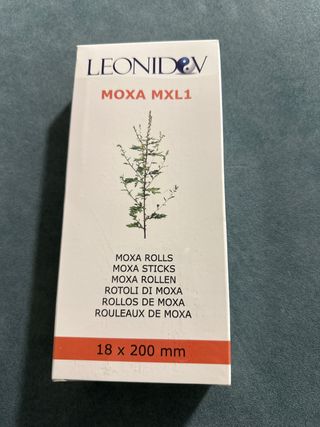 LEONIDOV
MOXA MXL1
MOXA ROLLS
MOXA STICKS
MOXA ROLLEN
ROTOLI DI MOXA
ROLLOS DE MOXA
ROULEAUX DE MOXA
18 x 200 mm